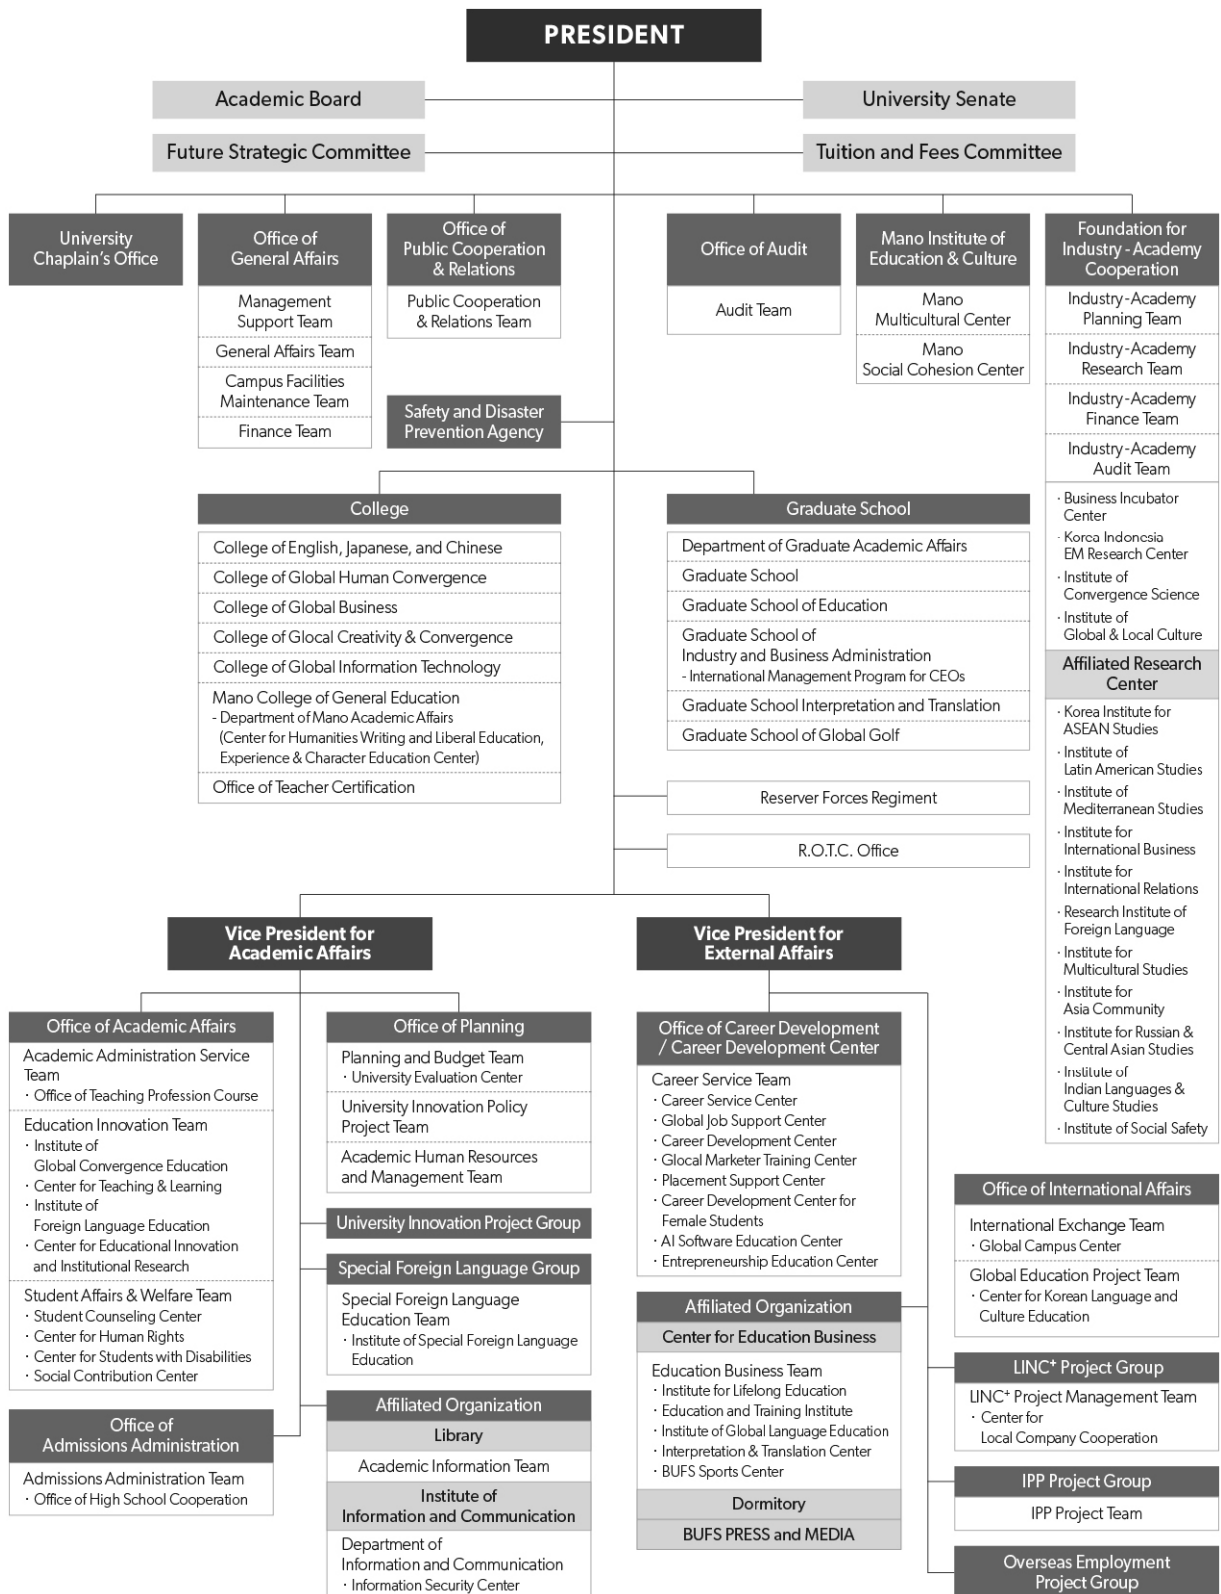 PRESIDENT
Academic Board
University Senate
Future Strategic Committee
Tuition and Fees Committee
University
Chaplain's Office
Office of
General Affairs
Management
Support Team
General Affairs Team
Campus Facilities
Maintenance Team
Finance Team
Office of
Public Cooperation
& Relations
Public Cooperation
& Relations Team
Safety and Disaster
Prevention Agency
Office of Audit
Audit Team
Mano Institute of
Education & Culture
Mano
Multicultural Center
Mano
Social Cohesion Center
Foundation for
Industry-Academy
Cooperation
Industry-Academy
Planning Team
Industry-Academy
Research Team
Industry-Academy
Finance Team
Industry-Academy
Audit Team
· Business Incubator
Center
· Korea Indonesia
EM Research Center
· Institute of
Convergence Science
· Institute of
Global & Local Culture
Affiliated Research
Center
· Korea Institute for
ASEAN Studies
· Institute of
Latin American Studies
· Institute of
Mediterranean Studies
· Institute for
International Business
· Institute for
International Relations
· Research Institute of
Foreign Language
· Institute for
Multicultural Studies
· Institute for
Asia Community
· Institute for Russian &
Central Asian Studies
· Institute of
Indian Languages &
Culture Studies
· Institute of Social Safety
College
College of English, Japanese, and Chinese
College of Global Human Convergence
College of Global Business
College of Glocal Creativity & Convergence
College of Global Information Technology
Mano College of General Education
- Department of Mano Academic Affairs
(Center for Humanities Writing and Liberal Education,
Experience & Character Education Center)
Office of Teacher Certification
Graduate School
Department of Graduate Academic Affairs
Graduate School
Graduate School of Education
Graduate School of
Industry and Business Administration
- International Management Program for CEOs
Graduate School Interpretation and Translation
Graduate School of Global Golf
Reserver Forces Regiment
R.O.T.C. Office
Vice President for
Academic Affairs
Vice President for
External Affairs
Office of Academic Affairs
Academic Administration Service
Team
· Office of Teaching Profession Course
Education Innovation Team
· Institute of
Global Convergence Education
· Center for Teaching & Learning
· Institute of
Foreign Language Education
· Center for Educational Innovation
and Institutional Research
Student Affairs & Welfare Team
· Student Counseling Center
· Center for Human Rights
· Center for Students with Disabilities
· Social Contribution Center
Office of
Admissions Administration
Admissions Administration Team
· Office of High School Cooperation
Office of Planning
Planning and Budget Team
· University Evaluation Center
University Innovation Policy
Project Team
Academic Human Resources
and Management Team
University Innovation Project Group
Special Foreign Language Group
Special Foreign Language
Education Team
· Institute of Special Foreign Language
Education
Affiliated Organization
Library
Academic Information Team
Institute of
Information and Communication
Department of
Information and Communication
· Information Security Center
Office of Career Development
/ Career Development Center
Career Service Team
· Career Service Center
· Global Job Support Center
· Career Development Center
· Glocal Marketer Training Center
· Placement Support Center
· Career Development Center for
Female Students
· AI Software Education Center
· Entrepreneurship Education Center
Affiliated Organization
Center for Education Business
Education Business Team
· Institute for Lifelong Education
· Education and Training Institute
· Institute of Global Language Education
· Interpretation & Translation Center
· BUFS Sports Center
Dormitory
BUFS PRESS and MEDIA
Office of International Affairs
International Exchange Team
· Global Campus Center
Global Education Project Team
· Center for Korean Language and
Culture Education
LINC⁺ Project Group
LINC⁺ Project Management Team
· Center for
Local Company Cooperation
IPP Project Group
IPP Project Team
Overseas Employment
Project Group